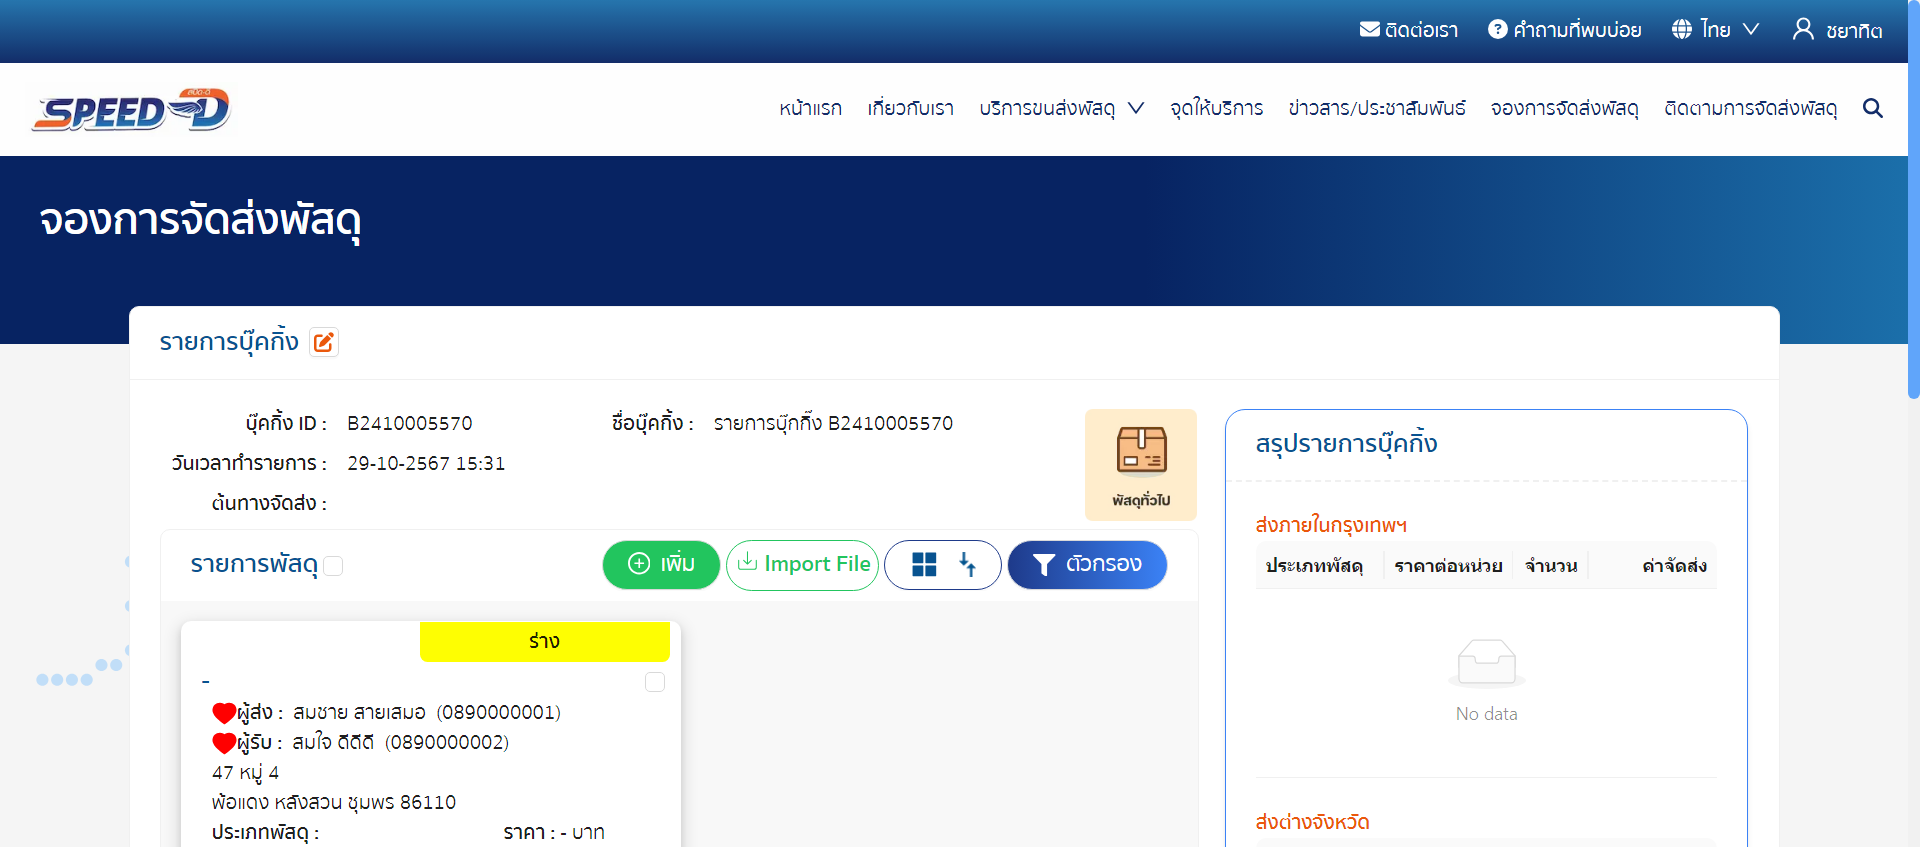 ติดต่อเรา คำถามที่พบบ่อย ไทย ชยาทิต
สปีด-ดี
SPEED-D
หน้าแรก เกี่ยวกับเรา บริการขนส่งพัสดุ จุดให้บริการ ข่าวสาร/ประชาสัมพันธ์ จองการจัดส่งพัสดุ ติดตามการจัดส่งพัสดุ
จองการจัดส่งพัสดุ
รายการบุ๊คกิ้ง
บุ๊คกิ้ง ID : B2410005570 ชื่อบุ๊คกิ้ง : รายการบุ๊กกิ๊ง B2410005570
วันเวลาทำรายการ : 29-10-2567 15:31
ต้นทางจัดส่ง :
พัสดุทั่วไป
รายการพัสดุ เพิ่ม Import File ตัวกรอง
ร่าง
-
ผู้ส่ง : สมชาย สายเสมอ (0890000001)
ผู้รับ : สมใจ ดีดีดี (0890000002)
47 หมู่ 4
พ้อแดง หลังสวน ชุมพร 86110
ประเภทพัสดุ : ราคา : - บาท
สรุปรายการบุ๊คกิ้ง
ส่งภายในกรุงเทพฯ
ประเภทพัสดุ ราคาต่อหน่วย จำนวน ค่าจัดส่ง
No data
ส่งต่างจังหวัด